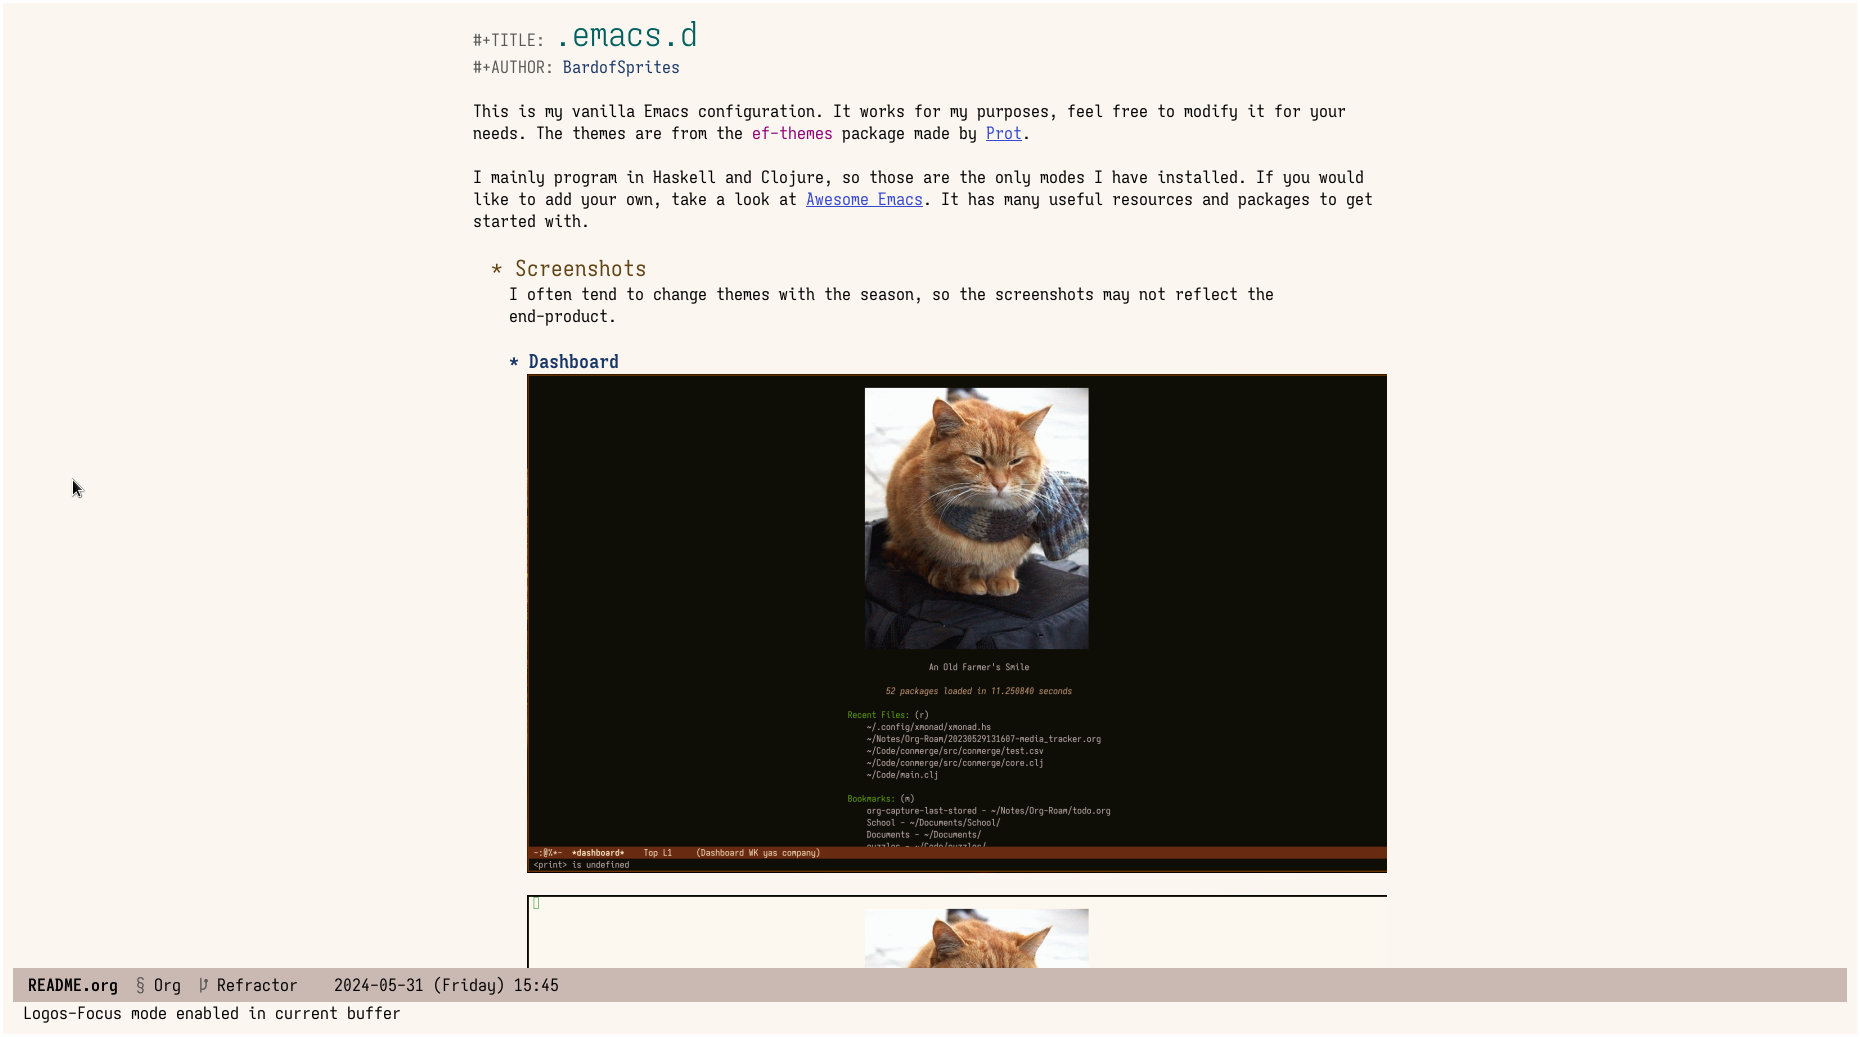 #+TITLE: .emacs.d
#+AUTHOR: BardofSprites
This is my vanilla Emacs configuration. It works for my purposes, feel free to modify it for your
needs. The themes are from the ef-themes package made by Prot.
I mainly program in Haskell and Clojure, so those are the only modes I have installed. If you would
like to add your own, take a look at Awesome Emacs. It has many useful resources and packages to get
started with.
* Screenshots
I often tend to change themes with the season, so the screenshots may not reflect the
end-product.
* Dashboard
An Old Farmer's Smile
52 packages loaded in 11.250840 seconds
Recent Files: (r)
~/.config/xmonad/xmonad.hs
~/Notes/Org-Roam/20230529131607-media_tracker.org
~/Code/conmerge/src/conmerge/test.csv
~/Code/conmerge/src/conmerge/core.clj
~/Code/main.clj
Bookmarks: (m)
org-capture-last-stored - ~/Notes/Org-Roam/todo.org
School - ~/Documents/School/
Documents - ~/Documents/
puzzles - ~/Code/puzzles/
-:@%*- *dashboard* Top L1 (Dashboard WK yas company)
<print> is undefined
README.org § Org Refractor 2024-05-31 (Friday) 15:45
Logos-Focus mode enabled in current buffer